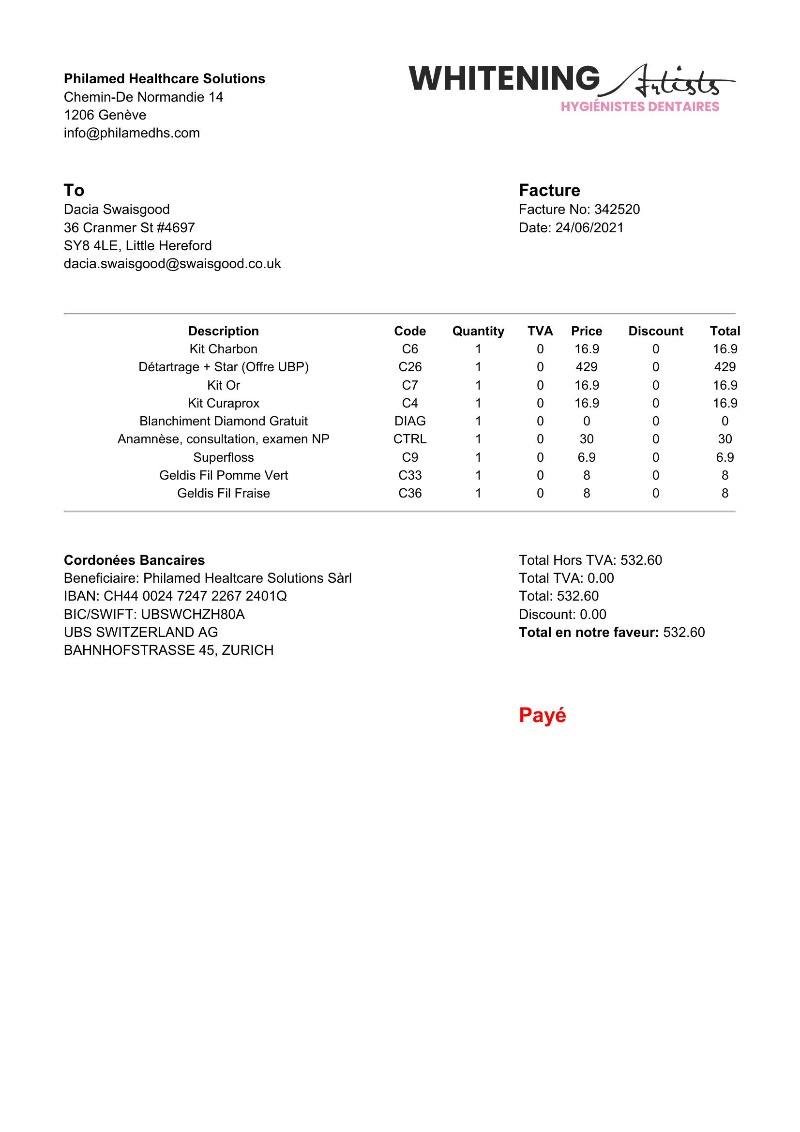 Philamed Healthcare Solutions
Chemin-De Normandie 14
1206 Genève
info@philamedhs.com
WHITENING Artists
HYGIÉNISTES DENTAIRES
To
Dacia Swaisgood
36 Cranmer St #4697
SY8 4LE, Little Hereford
dacia.swaisgood@swaisgood.co.uk
Facture
Facture No: 342520
Date: 24/06/2021
Description Code Quantity TVA Price Discount Total
Kit Charbon C6 1 0 16.9 0 16.9
Détartrage + Star (Offre UBP) C26 1 0 429 0 429
Kit Or C7 1 0 16.9 0 16.9
Kit Curaprox C4 1 0 16.9 0 16.9
Blanchiment Diamond Gratuit DIAG 1 0 0 0 0
Anamnèse, consultation, examen NP CTRL 1 0 30 0 30
Superfloss C9 1 0 6.9 0 6.9
Geldis Fil Pomme Vert C33 1 0 8 0 8
Geldis Fil Fraise C36 1 0 8 0 8
Cordonées Bancaires
Beneficiaire: Philamed Healtcare Solutions Sàrl
IBAN: CH44 0024 7247 2267 2401Q
BIC/SWIFT: UBSWCHZH80A
UBS SWITZERLAND AG
BAHNHOFSTRASSE 45, ZURICH
Total Hors TVA: 532.60
Total TVA: 0.00
Total: 532.60
Discount: 0.00
Total en notre faveur: 532.60
Payé